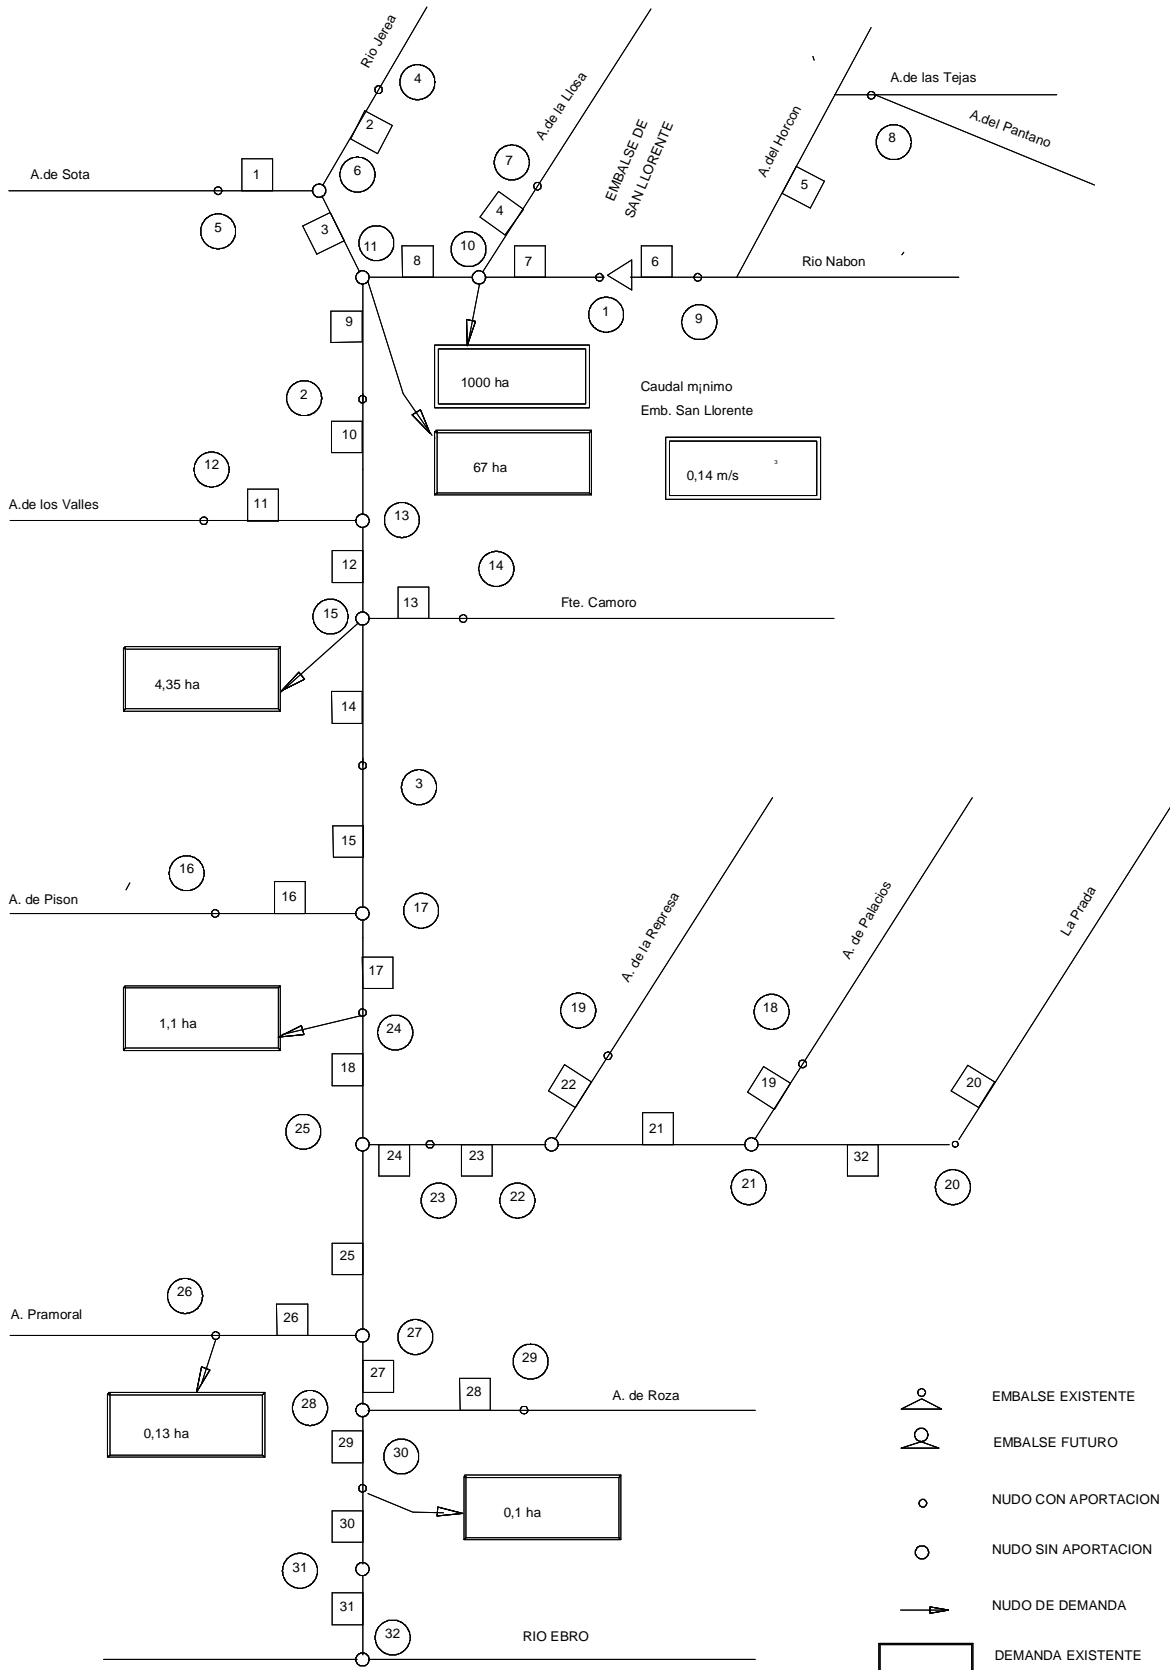 Rio Jerea
4
A.de la Llosa
A.de las Tejas
A.del Pantano
8
2
A.del Horcon
EMBALSE DE
SAN LLORENTE
A.de Sota
1
6
7
5
5
3
4
11
10
8
7
6
Rio Nabon
1
9
9
1000 ha
Caudal m¡nimo
Emb. San Llorente
2
10
67 ha
0,14 m/s
3
12
A.de los Valles
11
13
12
14
15
13
Fte. Camoro
4,35 ha
14
3
15
16
A. de Pison
16
17
A. de la Represa
A. de Palacios
La Prada
17
1,1 ha
24
19
18
18
22
19
20
25
24
23
21
32
23
22
21
20
25
26
A. Pramoral
26
27
29
27
28
28
A. de Roza
EMBALSE EXISTENTE
0,13 ha
29
30
EMBALSE FUTURO
0,1 ha
NUDO CON APORTACION
30
31
NUDO SIN APORTACION
31
NUDO DE DEMANDA
32
RIO EBRO
DEMANDA EXISTENTE